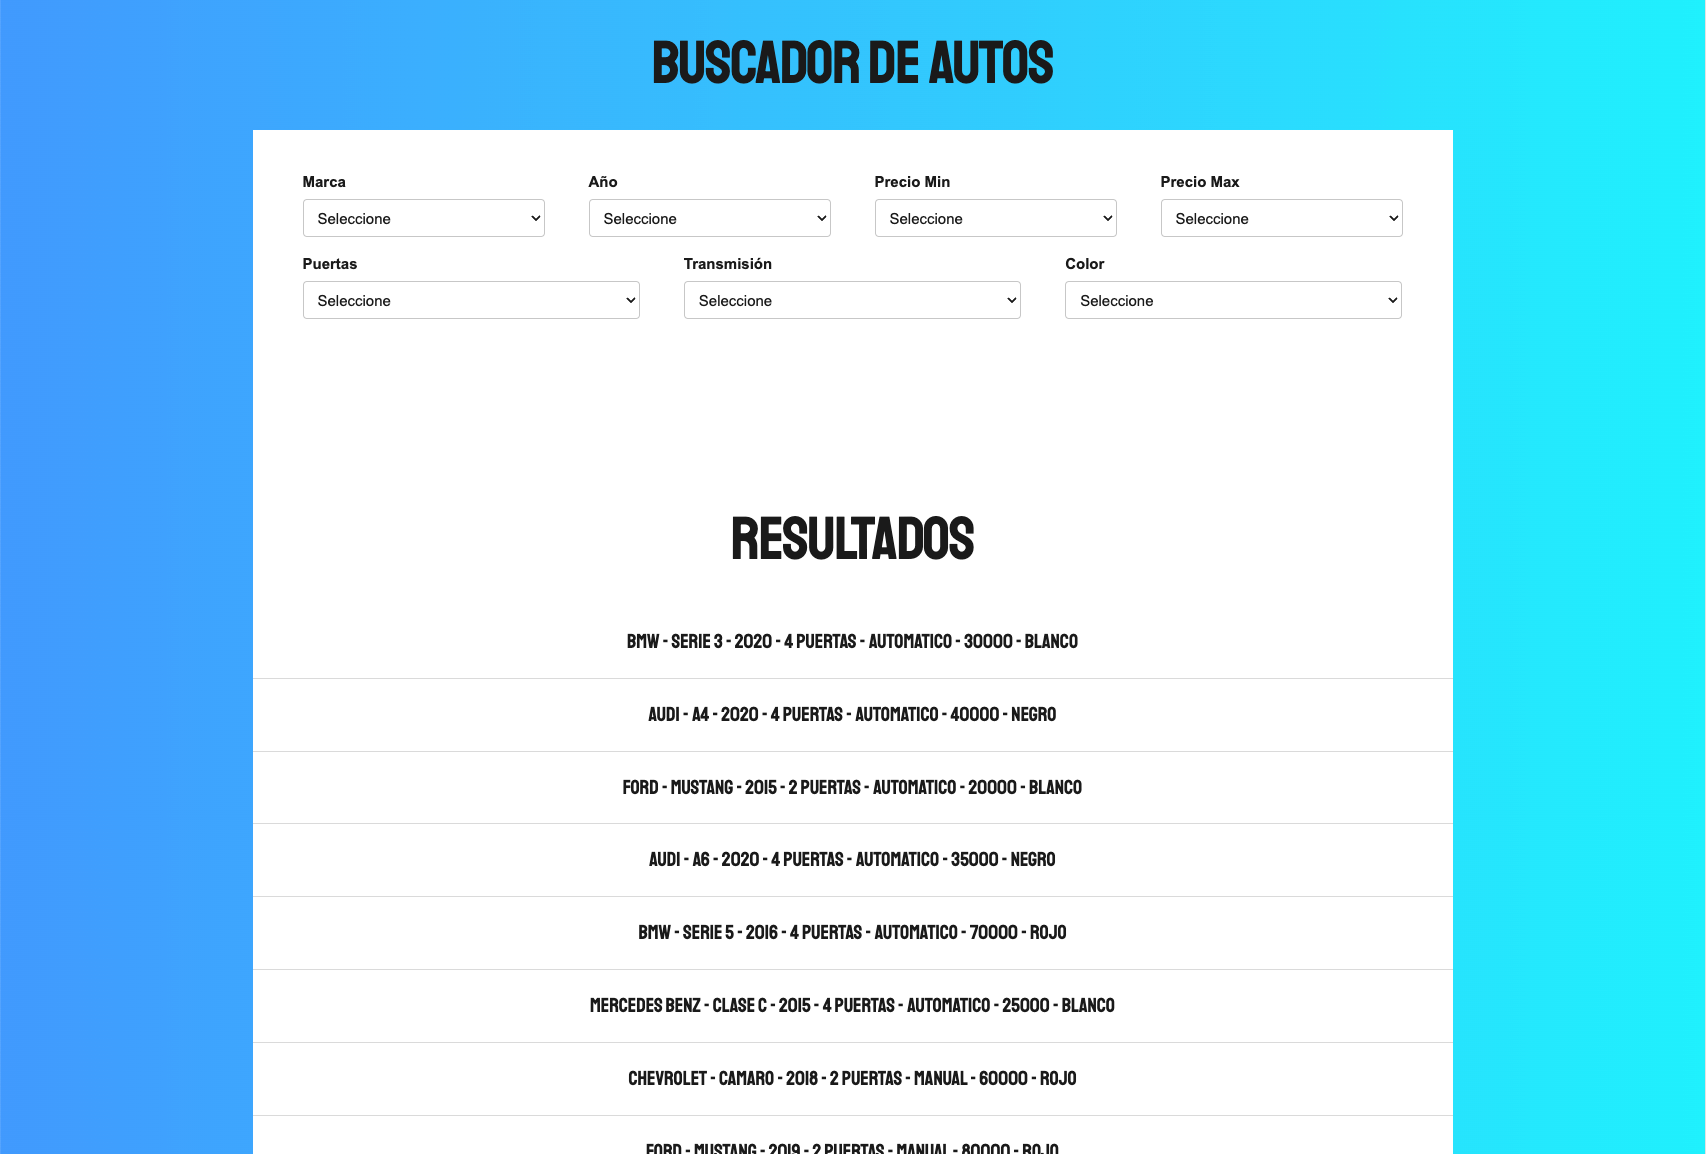 BUSCADOR DE AUTOS
Marca Año Precio Min Precio Max
Seleccione Seleccione Seleccione Seleccione
Puertas Transmisión Color
Seleccione Seleccione Seleccione
RESULTADOS
BMW - SERIE 3 - 2020 - 4 PUERTAS - AUTOMATICO - 30000 - BLANCO
AUDI - A4 - 2020 - 4 PUERTAS - AUTOMATICO - 40000 - NEGRO
FORD - MUSTANG - 2015 - 2 PUERTAS - AUTOMATICO - 20000 - BLANCO
AUDI - A6 - 2020 - 4 PUERTAS - AUTOMATICO - 35000 - NEGRO
BMW - SERIE 5 - 2016 - 4 PUERTAS - AUTOMATICO - 70000 - ROJO
MERCEDES BENZ - CLASE C - 2015 - 4 PUERTAS - AUTOMATICO - 25000 - BLANCO
CHEVROLET - CAMARO - 2018 - 2 PUERTAS - MANUAL - 60000 - ROJO
FORD - MUSTANG - 2019 - 2 PUERTAS - MANUAL - 80000 - ROJO